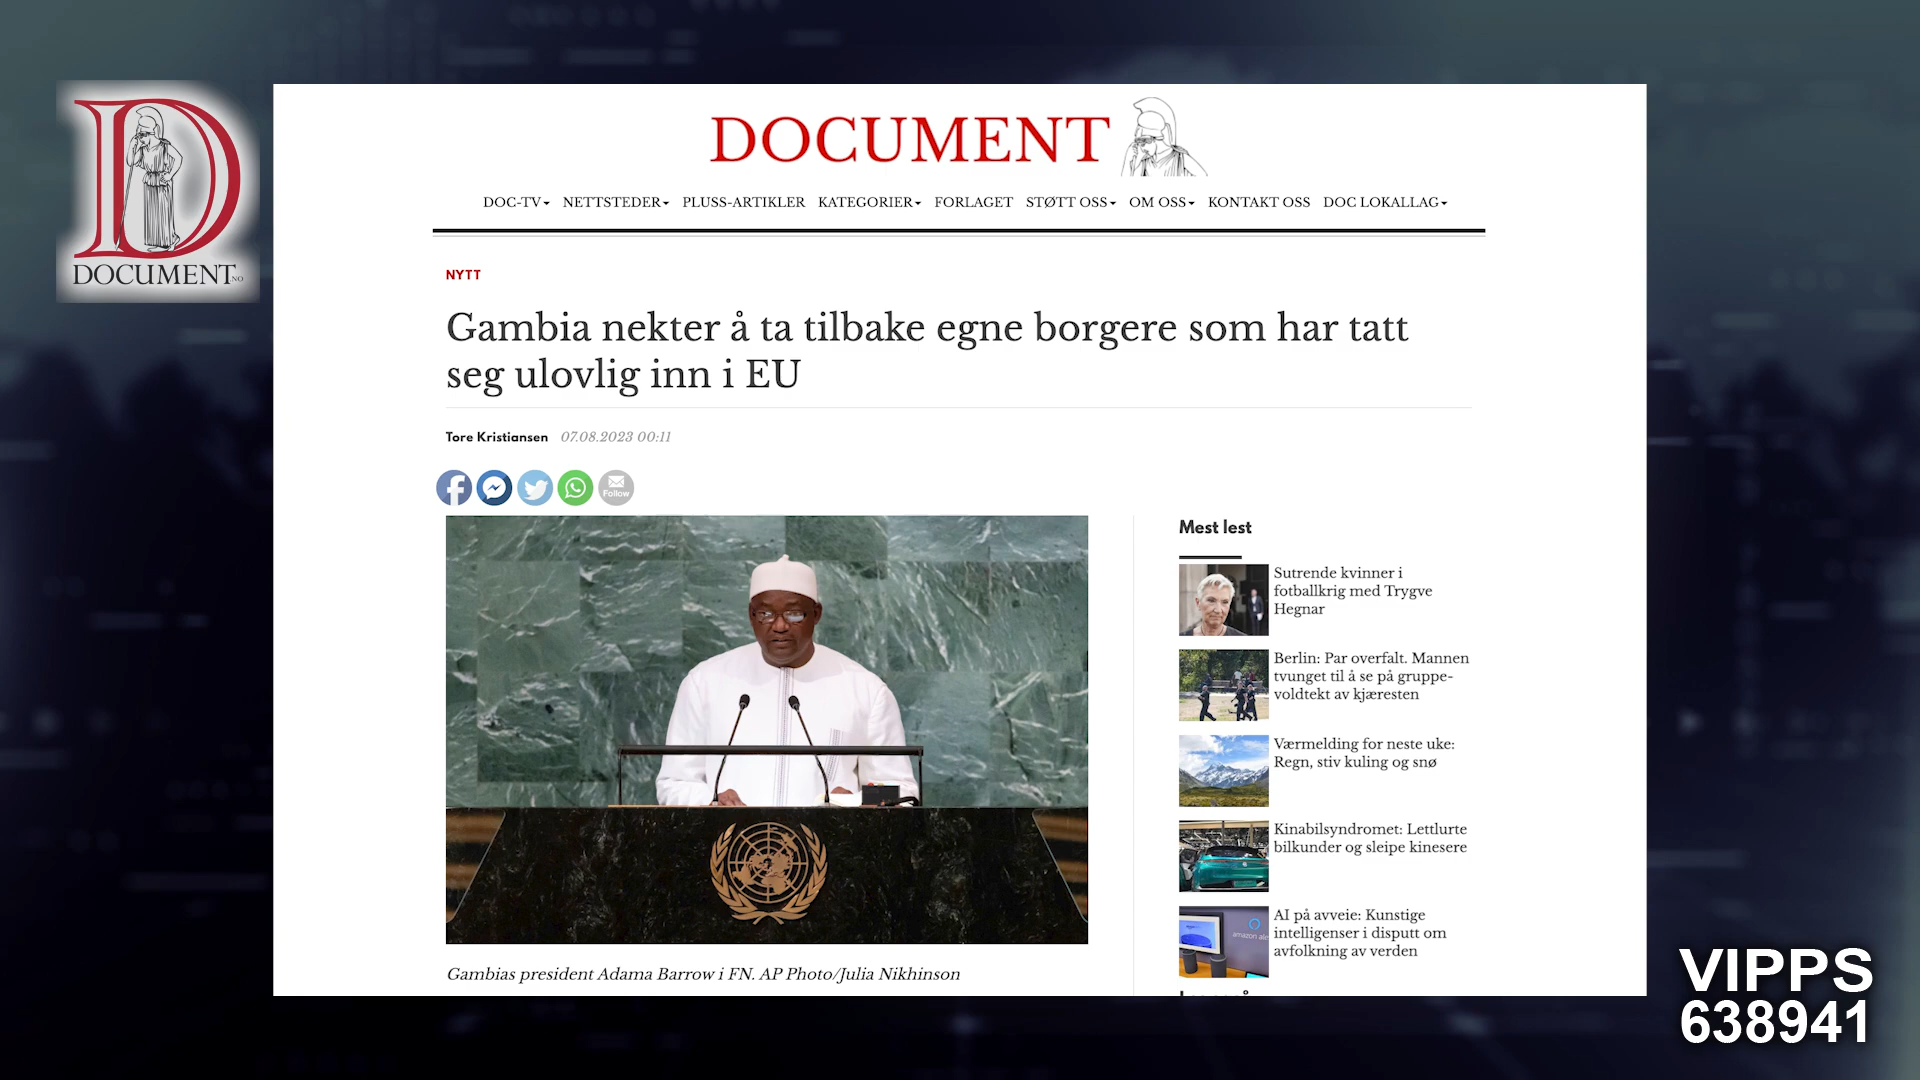 DOCUMENT.NO
DOCUMENT
DOC-TV NETTSTEDER PLUSS-ARTIKLER KATEGORIER FORLAGET STØTT OSS OM OSS KONTAKT OSS DOC LOKALLAG
NYTT
Gambia nekter å ta tilbake egne borgere som har tatt
seg ulovlig inn i EU
Tore Kristiansen 07.08.2023 00:11
Follow
Gambias president Adama Barrow i FN. AP Photo/Julia Nikhinson
Mest lest
Sutrende kvinner i
fotballkrig med Trygve
Hegnar
Berlin: Par overfalt. Mannen
tvunget til å se på gruppe-
voldtekt av kjæresten
Værmelding for neste uke:
Regn, stiv kuling og snø
Kinabilsyndromet: Lettlurte
bilkunder og sleipe kinesere
AI på avveie: Kunstige
intelligenser i disputt om
avfolkning av verden
VIPPS
638941